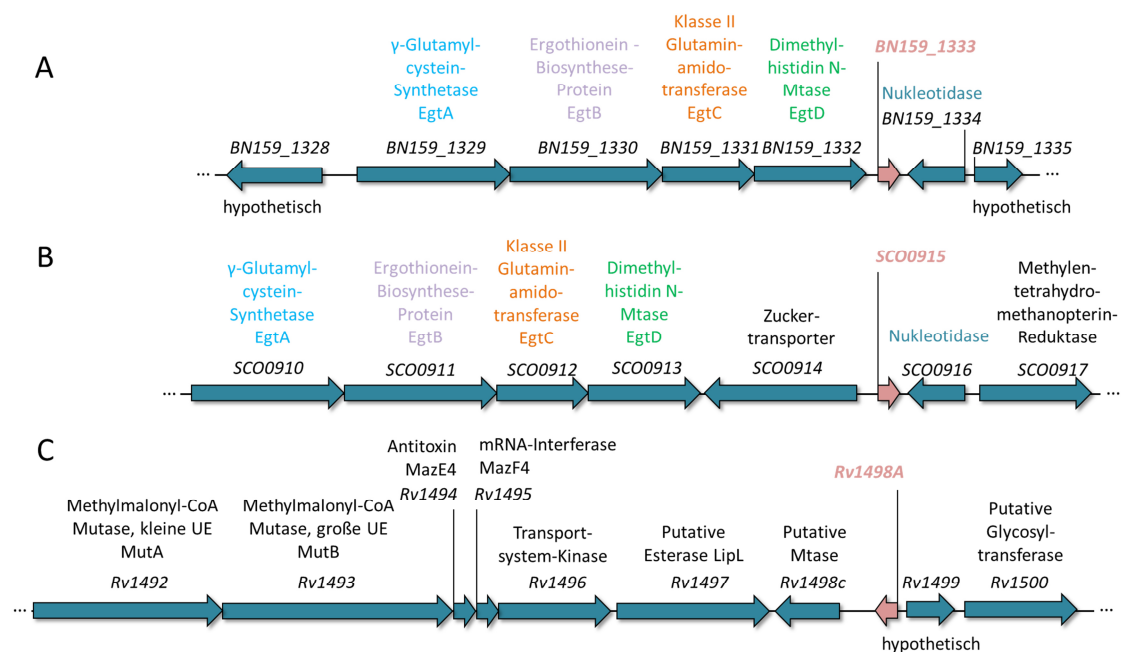 A
γ-Glutamyl-
cystein-
Synthetase
EgtA
Ergothionein -
Biosynthese-
Protein
EgtB
Klasse II
Glutamin-
amido-
transferase
EgtC
Dimethyl-
histidin N-
Mtase
EgtD
BN159_1333
Nukleotidase
BN159_1334
BN159_1328
BN159_1329
BN159_1330
BN159_1331
BN159_1332
BN159_1335
...
...
hypothetisch
hypothetisch
B
γ-Glutamyl-
cystein-
Synthetase
EgtA
Ergothionein-
Biosynthese-
Protein
EgtB
Klasse II
Glutamin-
amido-
transferase
EgtC
Dimethyl-
histidin N-
Mtase
EgtD
Zucker-
transporter
SCO0915
Nukleotidase
Methylen-
tetrahydro-
methanopterin-
Reduktase
SCO0910
SCO0911
SCO0912
SCO0913
SCO0914
SCO0916
SCO0917
...
...
C
Methylmalonyl-CoA
Mutase, kleine UE
MutA
Rv1492
Methylmalonyl-CoA
Mutase, große UE
MutB
Rv1493
Antitoxin
MazE4
Rv1494
mRNA-Interferase
MazF4
Rv1495
Transport-
system-Kinase
Rv1496
Putative
Esterase LipL
Rv1497
Putative
Mtase
Rv1498c
Rv1498A
Rv1499
Putative
Glycosyl-
transferase
Rv1500
...
...
hypothetisch